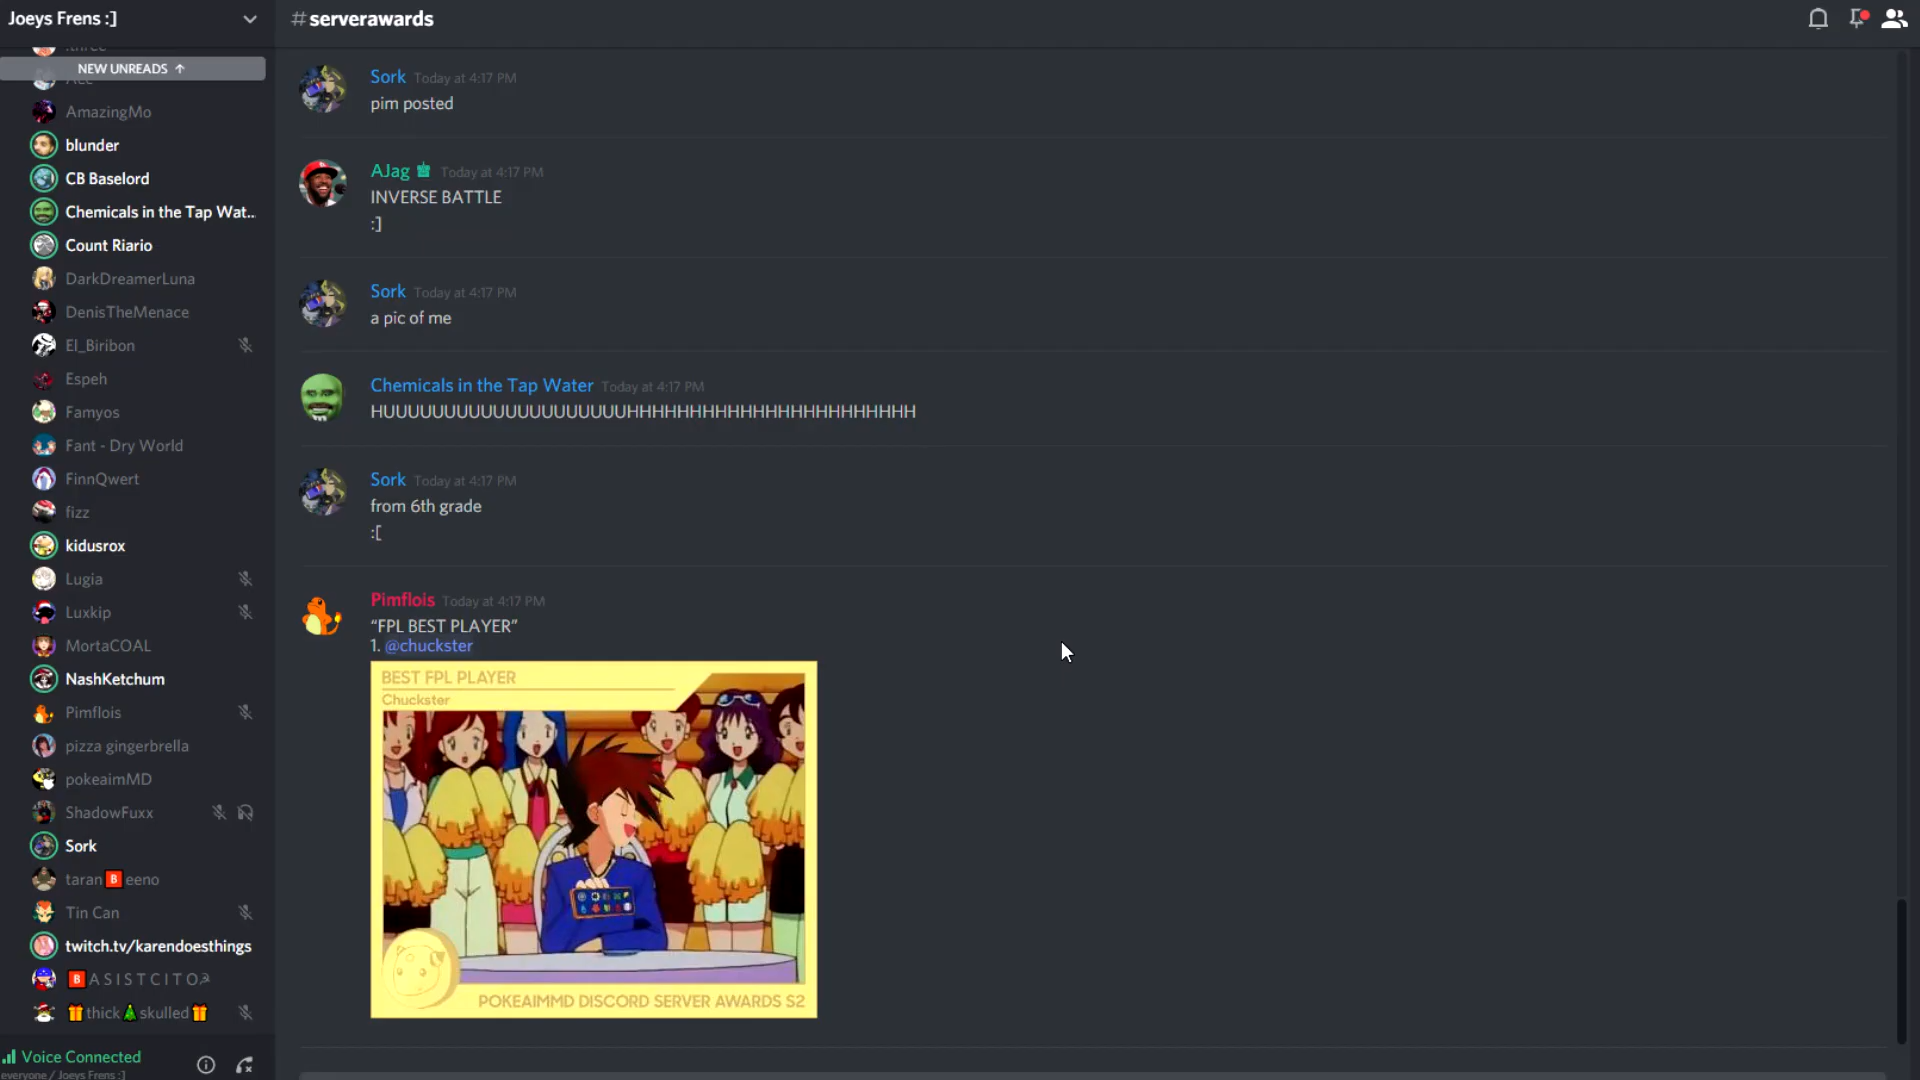 Joeys Frens :]
#serverawards
:three
NEW UNREADS ↑
Ace
AmazingMo
blunder
CB Baselord
Chemicals in the Tap Wat...
Count Riario
DarkDreamerLuna
DenisTheMenace
El_Biribon
Espeh
Famyos
Fant - Dry World
FinnQwert
fizz
kidusrox
Lugia
Luxkip
MortaCOAL
NashKetchum
Pimflois
pizza gingerbrella
pokeaimMD
ShadowFuxx
Sork
taran🅱eeno
Tin Can
twitch.tv/karendoesthings
🅱A S I S T C I T O☭
🎁thick🎄skulled🎁
Voice Connected
everyone / Joeys Frens :]
Sork Today at 4:17 PM
pim posted
AJag Today at 4:17 PM
INVERSE BATTLE
:]
Sork Today at 4:17 PM
a pic of me
Chemicals in the Tap Water Today at 4:17 PM
HUUUUUUUUUUUUUUUUUUUUHHHHHHHHHHHHHHHHHHHHHHH
Sork Today at 4:17 PM
from 6th grade
:[
Pimflois Today at 4:17 PM
“FPL BEST PLAYER”
1. @chuckster
BEST FPL PLAYER
Chuckster
POKEAIMMD DISCORD SERVER AWARDS S2